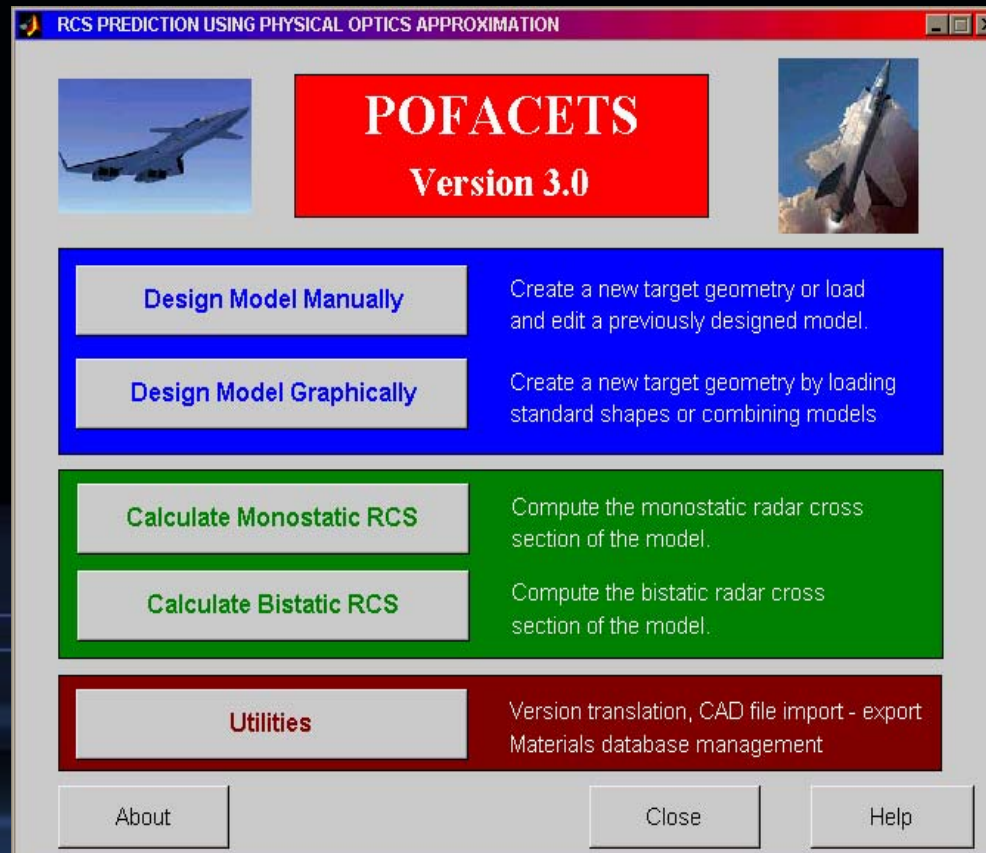 RCS PREDICTION USING PHYSICAL OPTICS APPROXIMATION
POFACETS
Version 3.0
Design Model Manually
Create a new target geometry or load
and edit a previously designed model.
Design Model Graphically
Create a new target geometry by loading
standard shapes or combining models
Calculate Monostatic RCS
Compute the monostatic radar cross
section of the model.
Calculate Bistatic RCS
Compute the bistatic radar cross
section of the model.
Utilities
Version translation, CAD file import - export
Materials database management
About
Close
Help